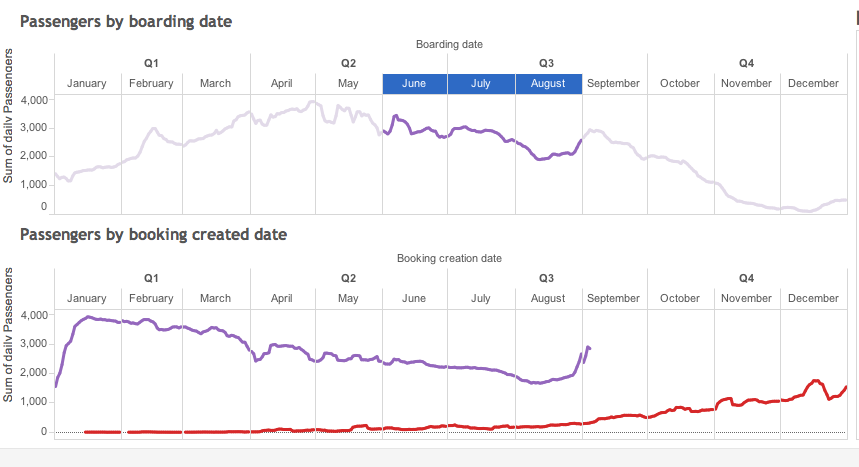 Passengers by boarding date
Boarding date
Q1 Q2 Q3 Q4
January February March April May June July August September October November December
Sum of daily Passengers
4,000
3,000
2,000
1,000
0
Passengers by booking created date
Booking creation date
Q1 Q2 Q3 Q4
January February March April May June July August September October November December
Sum of daily Passengers
4,000
3,000
2,000
1,000
0